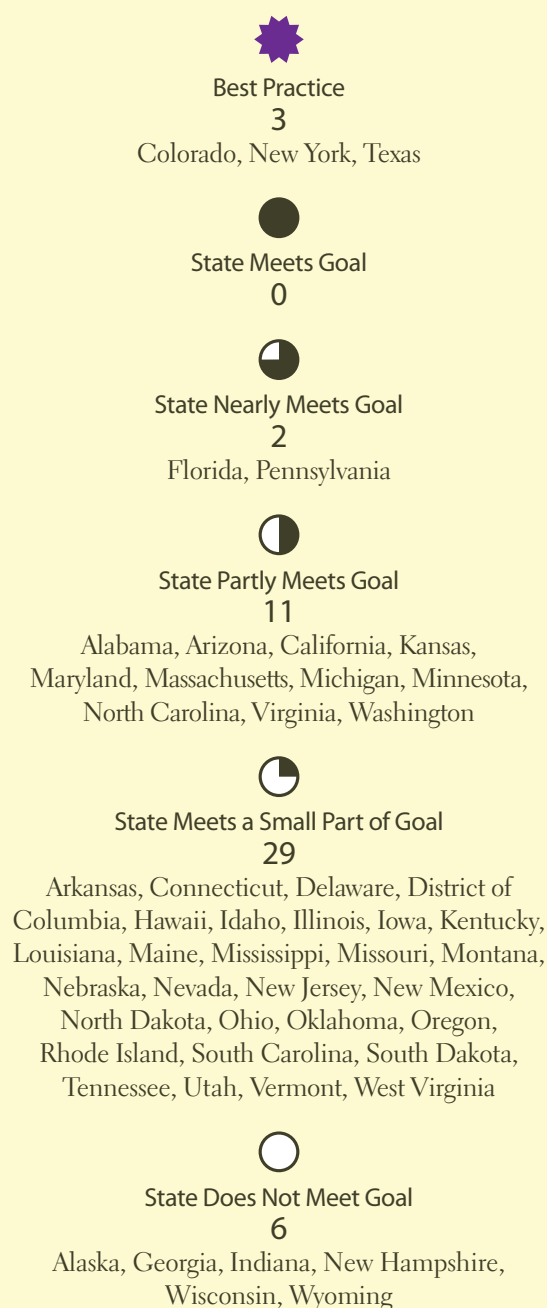 Best Practice
3
Colorado, New York, Texas
State Meets Goal
0
State Nearly Meets Goal
2
Florida, Pennsylvania
State Partly Meets Goal
11
Alabama, Arizona, California, Kansas,
Maryland, Massachusetts, Michigan, Minnesota,
North Carolina, Virginia, Washington
State Meets a Small Part of Goal
29
Arkansas, Connecticut, Delaware, District of
Columbia, Hawaii, Idaho, Illinois, Iowa, Kentucky,
Louisiana, Maine, Mississippi, Missouri, Montana,
Nebraska, Nevada, New Jersey, New Mexico,
North Dakota, Ohio, Oklahoma, Oregon,
Rhode Island, South Carolina, South Dakota,
Tennessee, Utah, Vermont, West Virginia
State Does Not Meet Goal
6
Alaska, Georgia, Indiana, New Hampshire,
Wisconsin, Wyoming